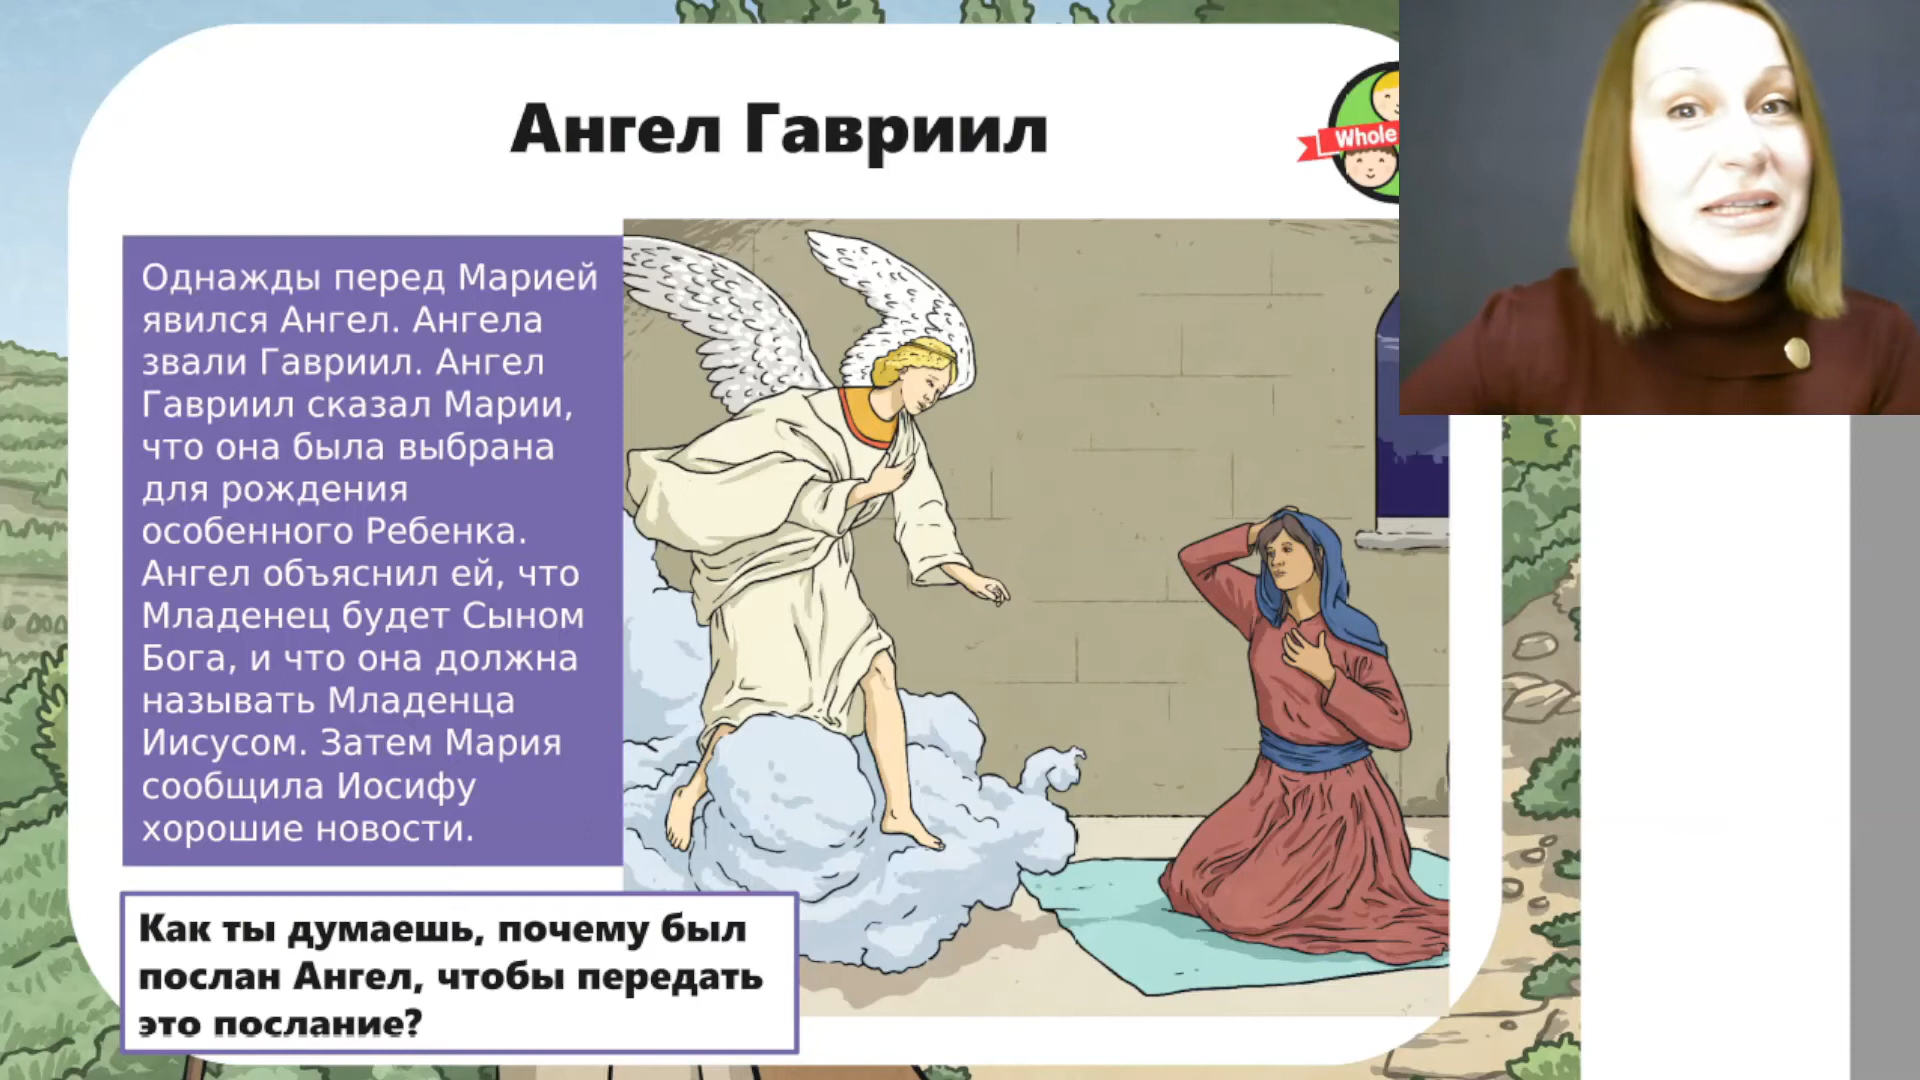 Ангел Гавриил
Whole
Однажды перед Марией
явился Ангел. Ангела
звали Гавриил. Ангел
Гавриил сказал Марии,
что она была выбрана
для рождения
особенного Ребенка.
Ангел объяснил ей, что
Младенец будет Сыном
Бога, и что она должна
называть Младенца
Иисусом. Затем Мария
сообщила Иосифу
хорошие новости.
Как ты думаешь, почему был
послан Ангел, чтобы передать
это послание?